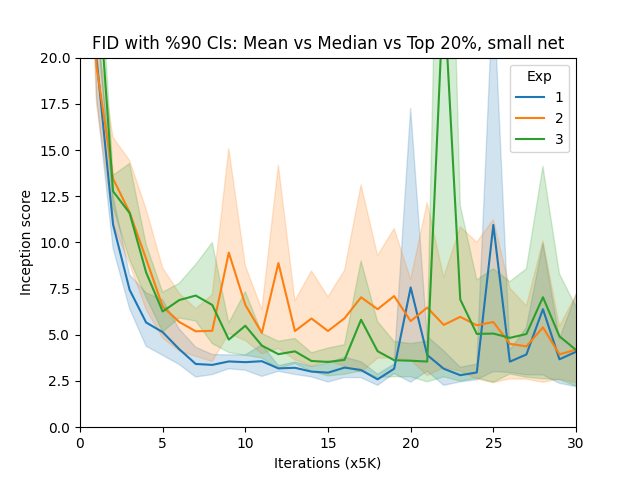 FID with %90 CIs: Mean vs Median vs Top 20%, small net
20.0
17.5
15.0
12.5
10.0
7.5
5.0
2.5
0.0
Inception score
Exp
1
2
3
0 5 10 15 20 25 30
Iterations (x5K)